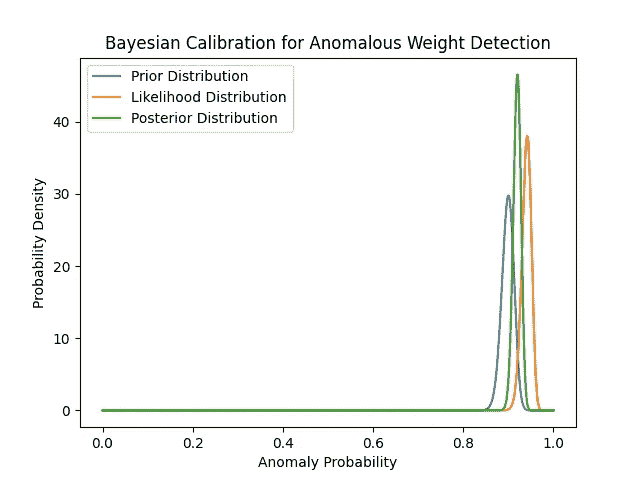 Bayesian Calibration for Anomalous Weight Detection
Prior Distribution
Likelihood Distribution
Posterior Distribution
40
30
20
10
0
Probability Density
0.0 0.2 0.4 0.6 0.8 1.0
Anomaly Probability